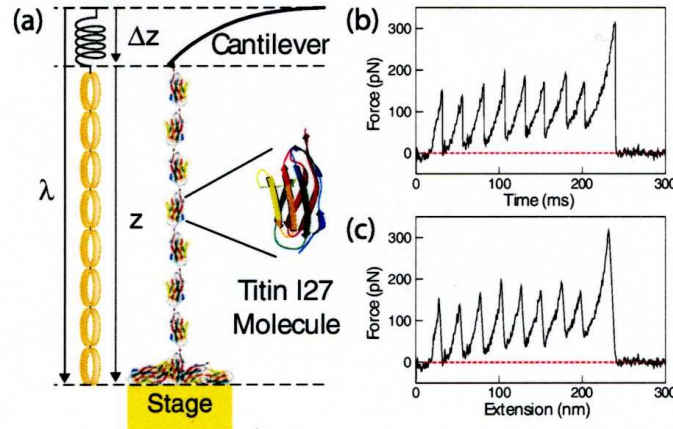 (a)
Δz
Cantilever
λ
z
Titin I27
Molecule
Stage
(b)
Force (pN)
300
200
100
0
0
100
200
300
Time (ms)
(c)
Force (pN)
300
200
100
0
0
100
200
300
Extension (nm)